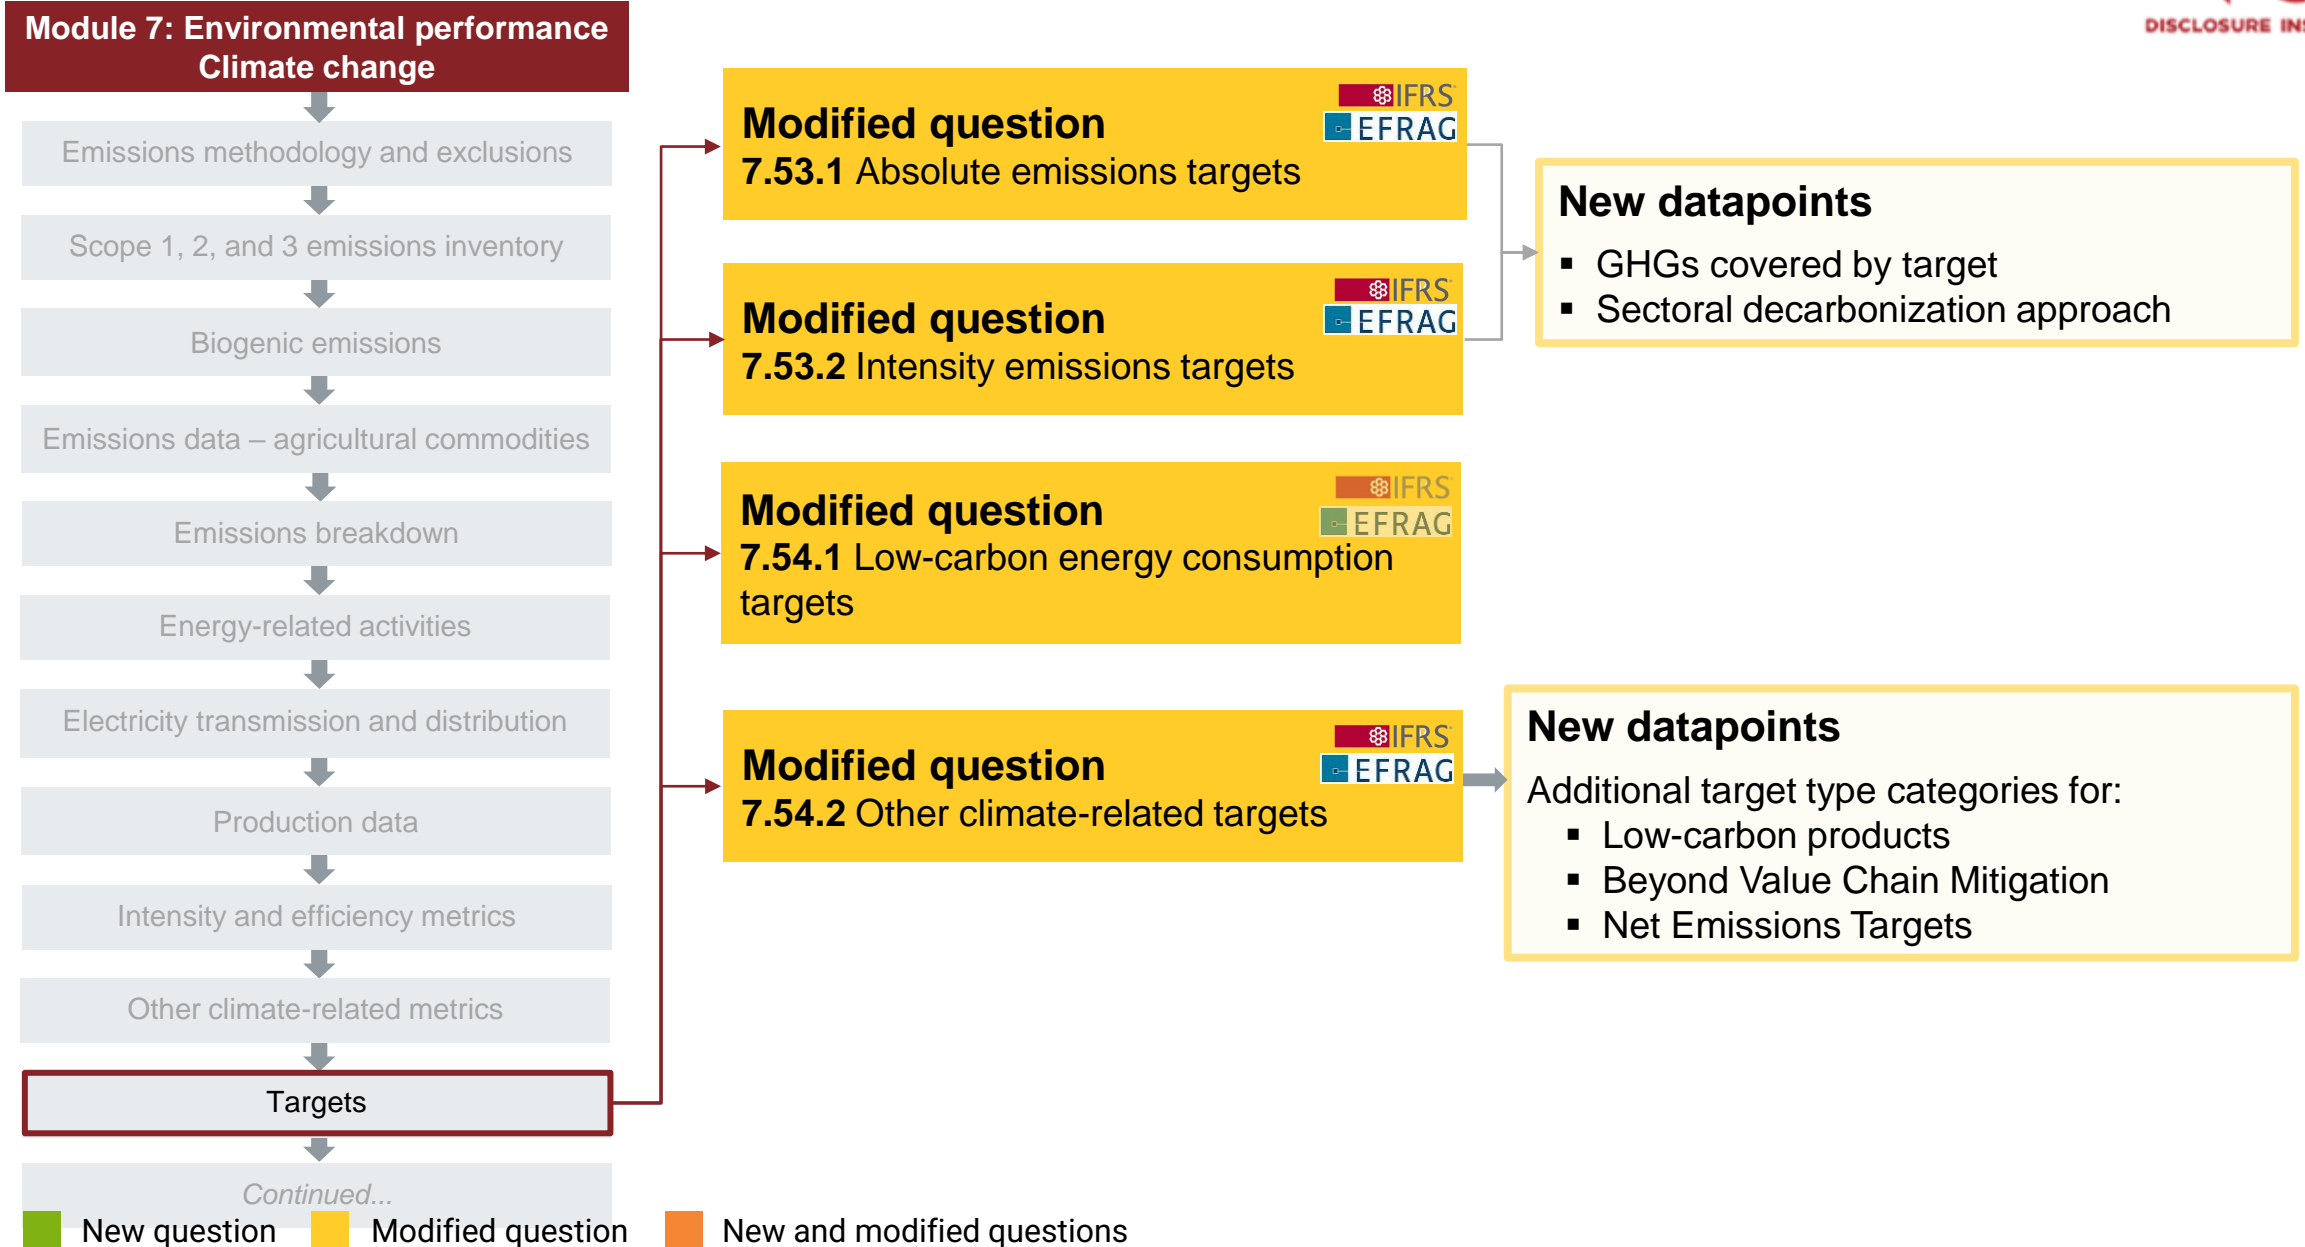 Module 7: Environmental performance
Climate change
Emissions methodology and exclusions
Scope 1, 2, and 3 emissions inventory
Biogenic emissions
Emissions data – agricultural commodities
Emissions breakdown
Energy-related activities
Electricity transmission and distribution
Production data
Intensity and efficiency metrics
Other climate-related metrics
Targets
Continued...
Modified question
7.53.1 Absolute emissions targets
IFRS
EFRAG
Modified question
7.53.2 Intensity emissions targets
IFRS
EFRAG
Modified question
7.54.1 Low-carbon energy consumption
targets
IFRS
EFRAG
Modified question
7.54.2 Other climate-related targets
IFRS
EFRAG
DISCLOSURE
New datapoints
▪ GHGs covered by target
▪ Sectoral decarbonization approach
New datapoints
Additional target type categories for:
▪ Low-carbon products
▪ Beyond Value Chain Mitigation
▪ Net Emissions Targets
New question
Modified question
New and modified questions